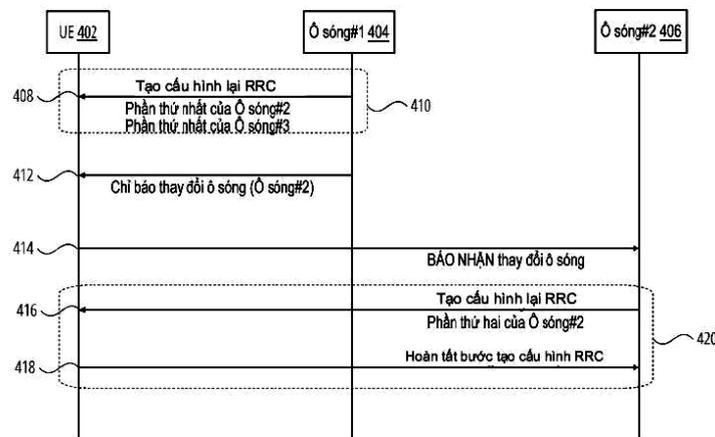 UE 402
Ô sóng#1 404
Ô sóng#2 406
408
Tạo cấu hình lại RRC
Phần thứ nhất của Ô sóng#2
Phần thứ nhất của Ô sóng#3
410
412
Chỉ báo thay đổi ô sóng (Ô sóng#2)
414
BÁO NHẬN thay đổi ô sóng
416
Tạo cấu hình lại RRC
Phần thứ hai của Ô sóng#2
420
418
Hoàn tất bước tạo cấu hình RRC